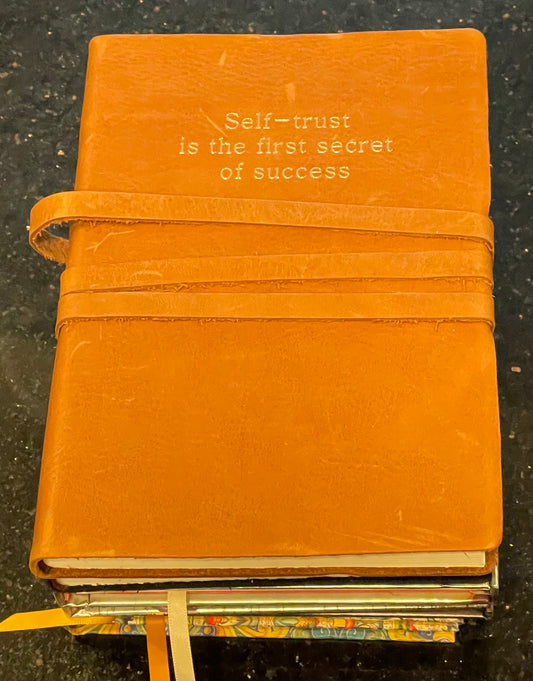 Self-trust
is the first secret
of success